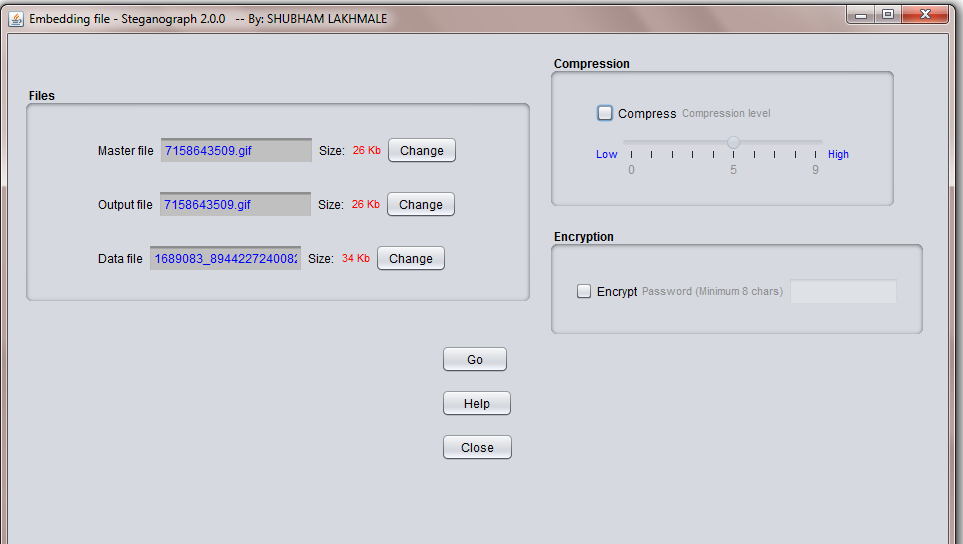 Embedding file - Steganograph 2.0.0 -- By: SHUBHAM LAKHMALE
Files
Master file 7158643509.gif Size: 26 Kb Change
Output file 7158643509.gif Size: 26 Kb Change
Data file 1689083_8944227240082 Size: 34 Kb Change
Compression
Compress Compression level
Low High
0 5 9
Encryption
Encrypt Password (Minimum 8 chars)
Go
Help
Close